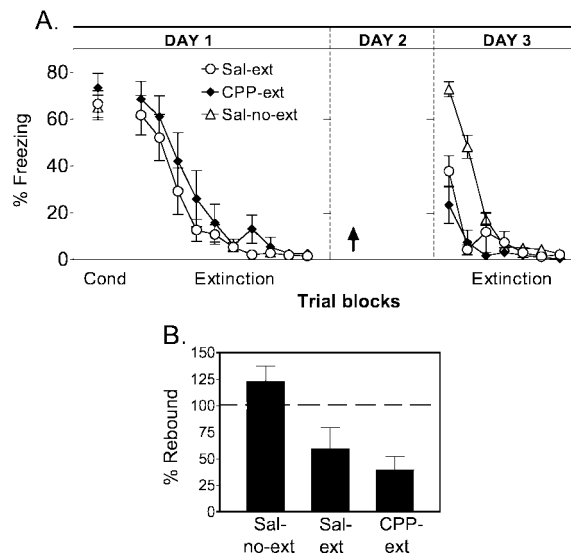 A.
DAY 1 DAY 2 DAY 3
80
60
40
20
0
% Freezing
Sal-ext
CPP-ext
Sal-no-ext
Cond Extinction Extinction
Trial blocks
B.
150
125
100
75
50
25
0
% Rebound
Sal- Sal- CPP-
no-ext ext ext